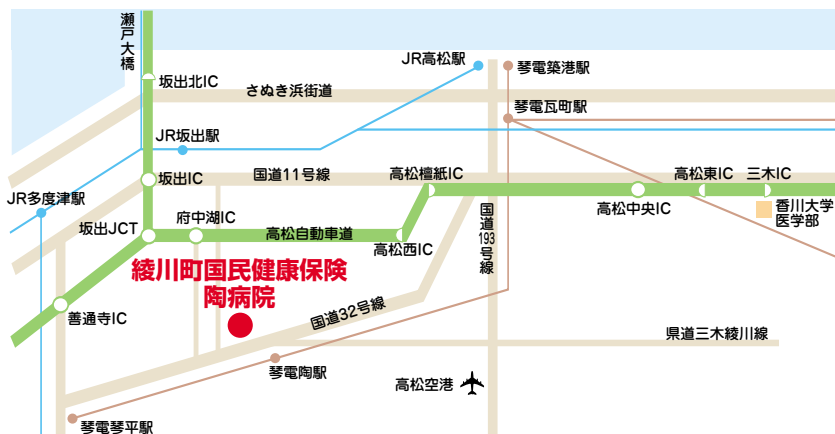 瀬戸大橋
JR高松駅
琴電築港駅
坂出北IC
さぬき浜街道
琴電瓦町駅
JR坂出駅
坂出IC
国道11号線
高松檀紙IC
高松東IC
三木IC
JR多度津駅
高松中央IC
香川大学
医学部
府中湖IC
国道193号線
坂出JCT
高松自動車道
高松西IC
綾川町国民健康保険
陶病院
国道32号線
善通寺IC
県道三木綾川線
琴電陶駅
高松空港
琴電琴平駅